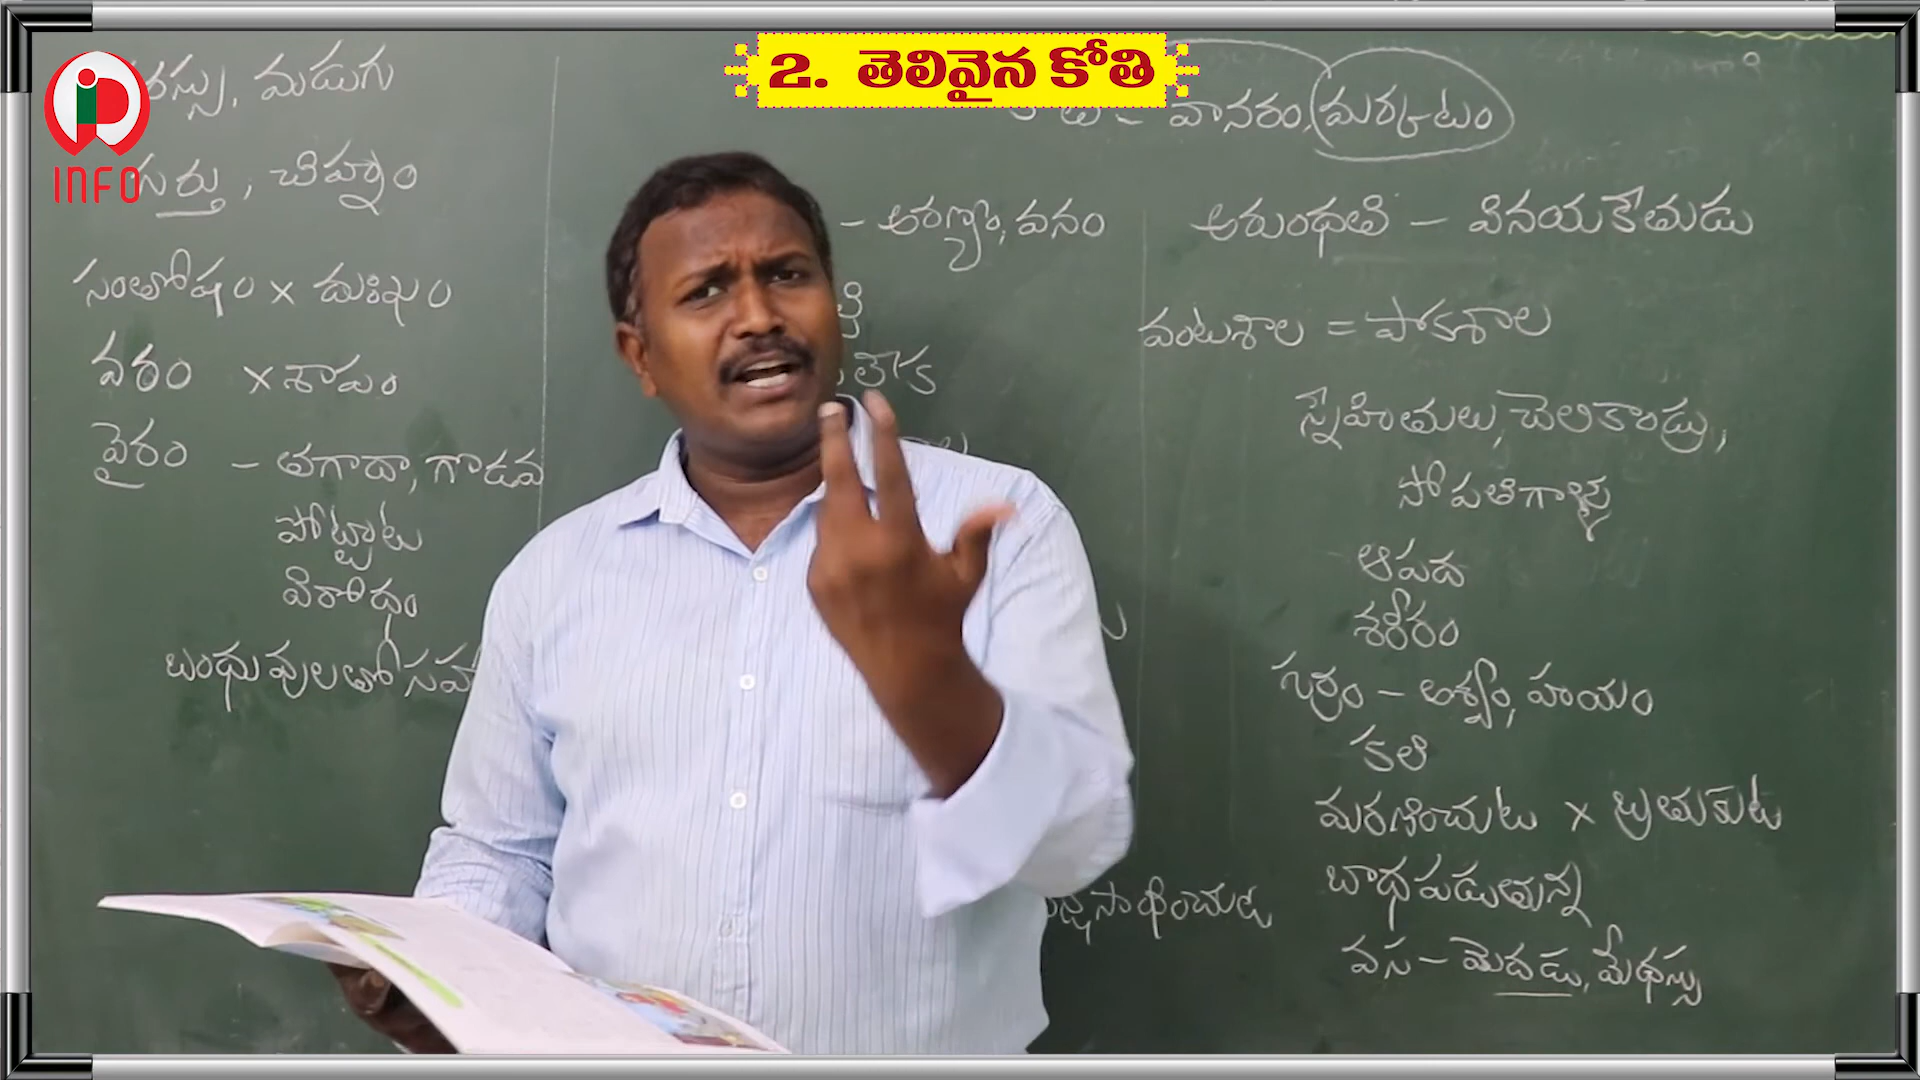 2. తెలివైన కోతి
INFO
మడుగు
గుర్తు, చిహ్నం
సంతోషం x దుఃఖం
వరం x శాపం
వైరం - తగాదా, గొడవ
పోట్లాట
విరోధం
బంధువులతో సహా
వానరం, మర్కటం
- అరణ్యం, వనం
తోక
అరుంధతి - వినయకేతుడు
వంటశాల = పాకశాల
స్నేహితులు, చెలికాండ్రు,
సోపతిగాళ్ళు
ఆపద
శరీరం
గుర్రం - అశ్వం, హయం
కలి
మరణించుట x బ్రతుకుట
బాధపడుతున్న
వస - మెదడు, మేధస్సు
సాధించుట